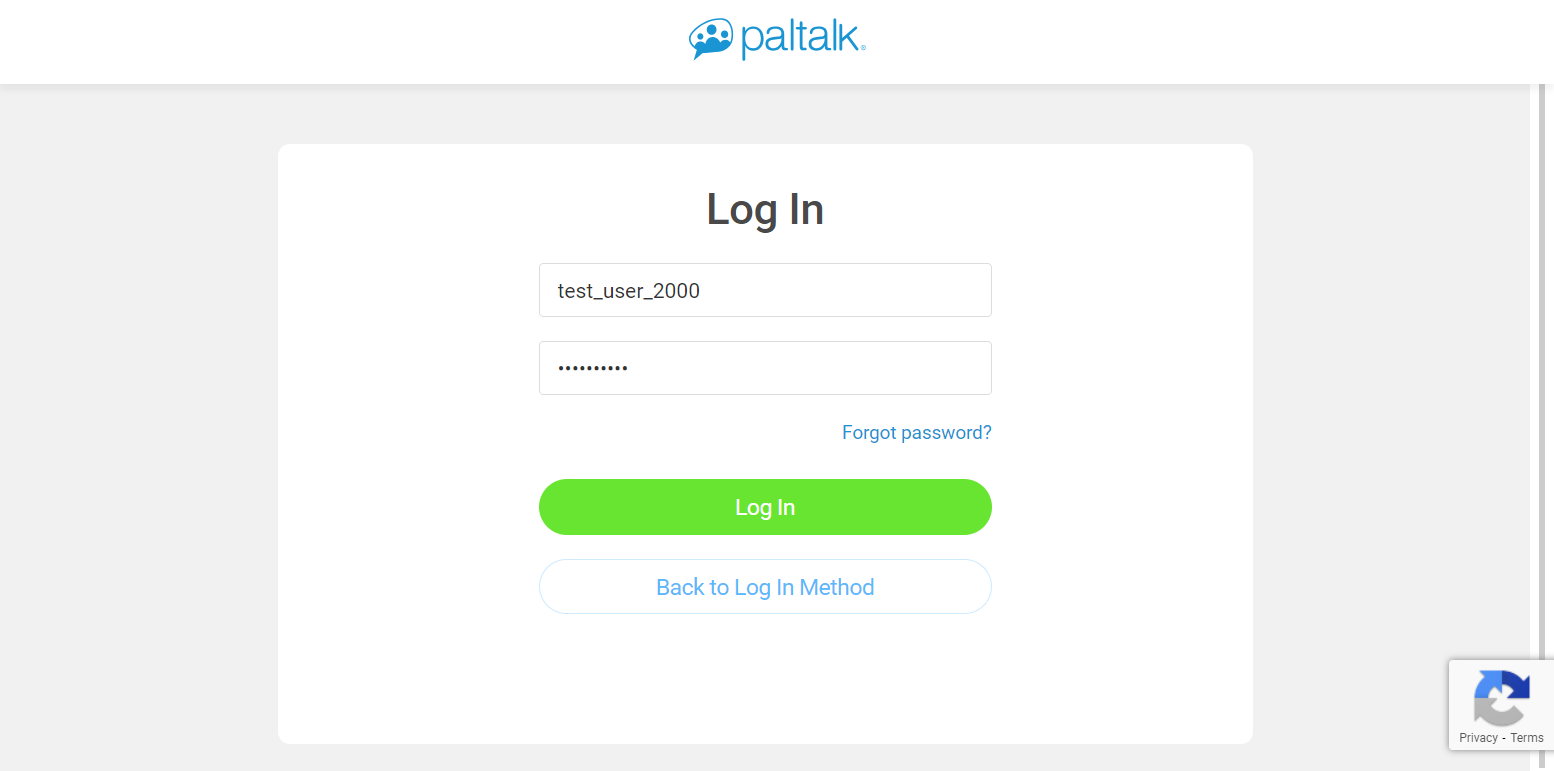 paltalk®
Log In
test_user_2000
••••••••••
Forgot password?
Log In
Back to Log In Method
Privacy - Terms